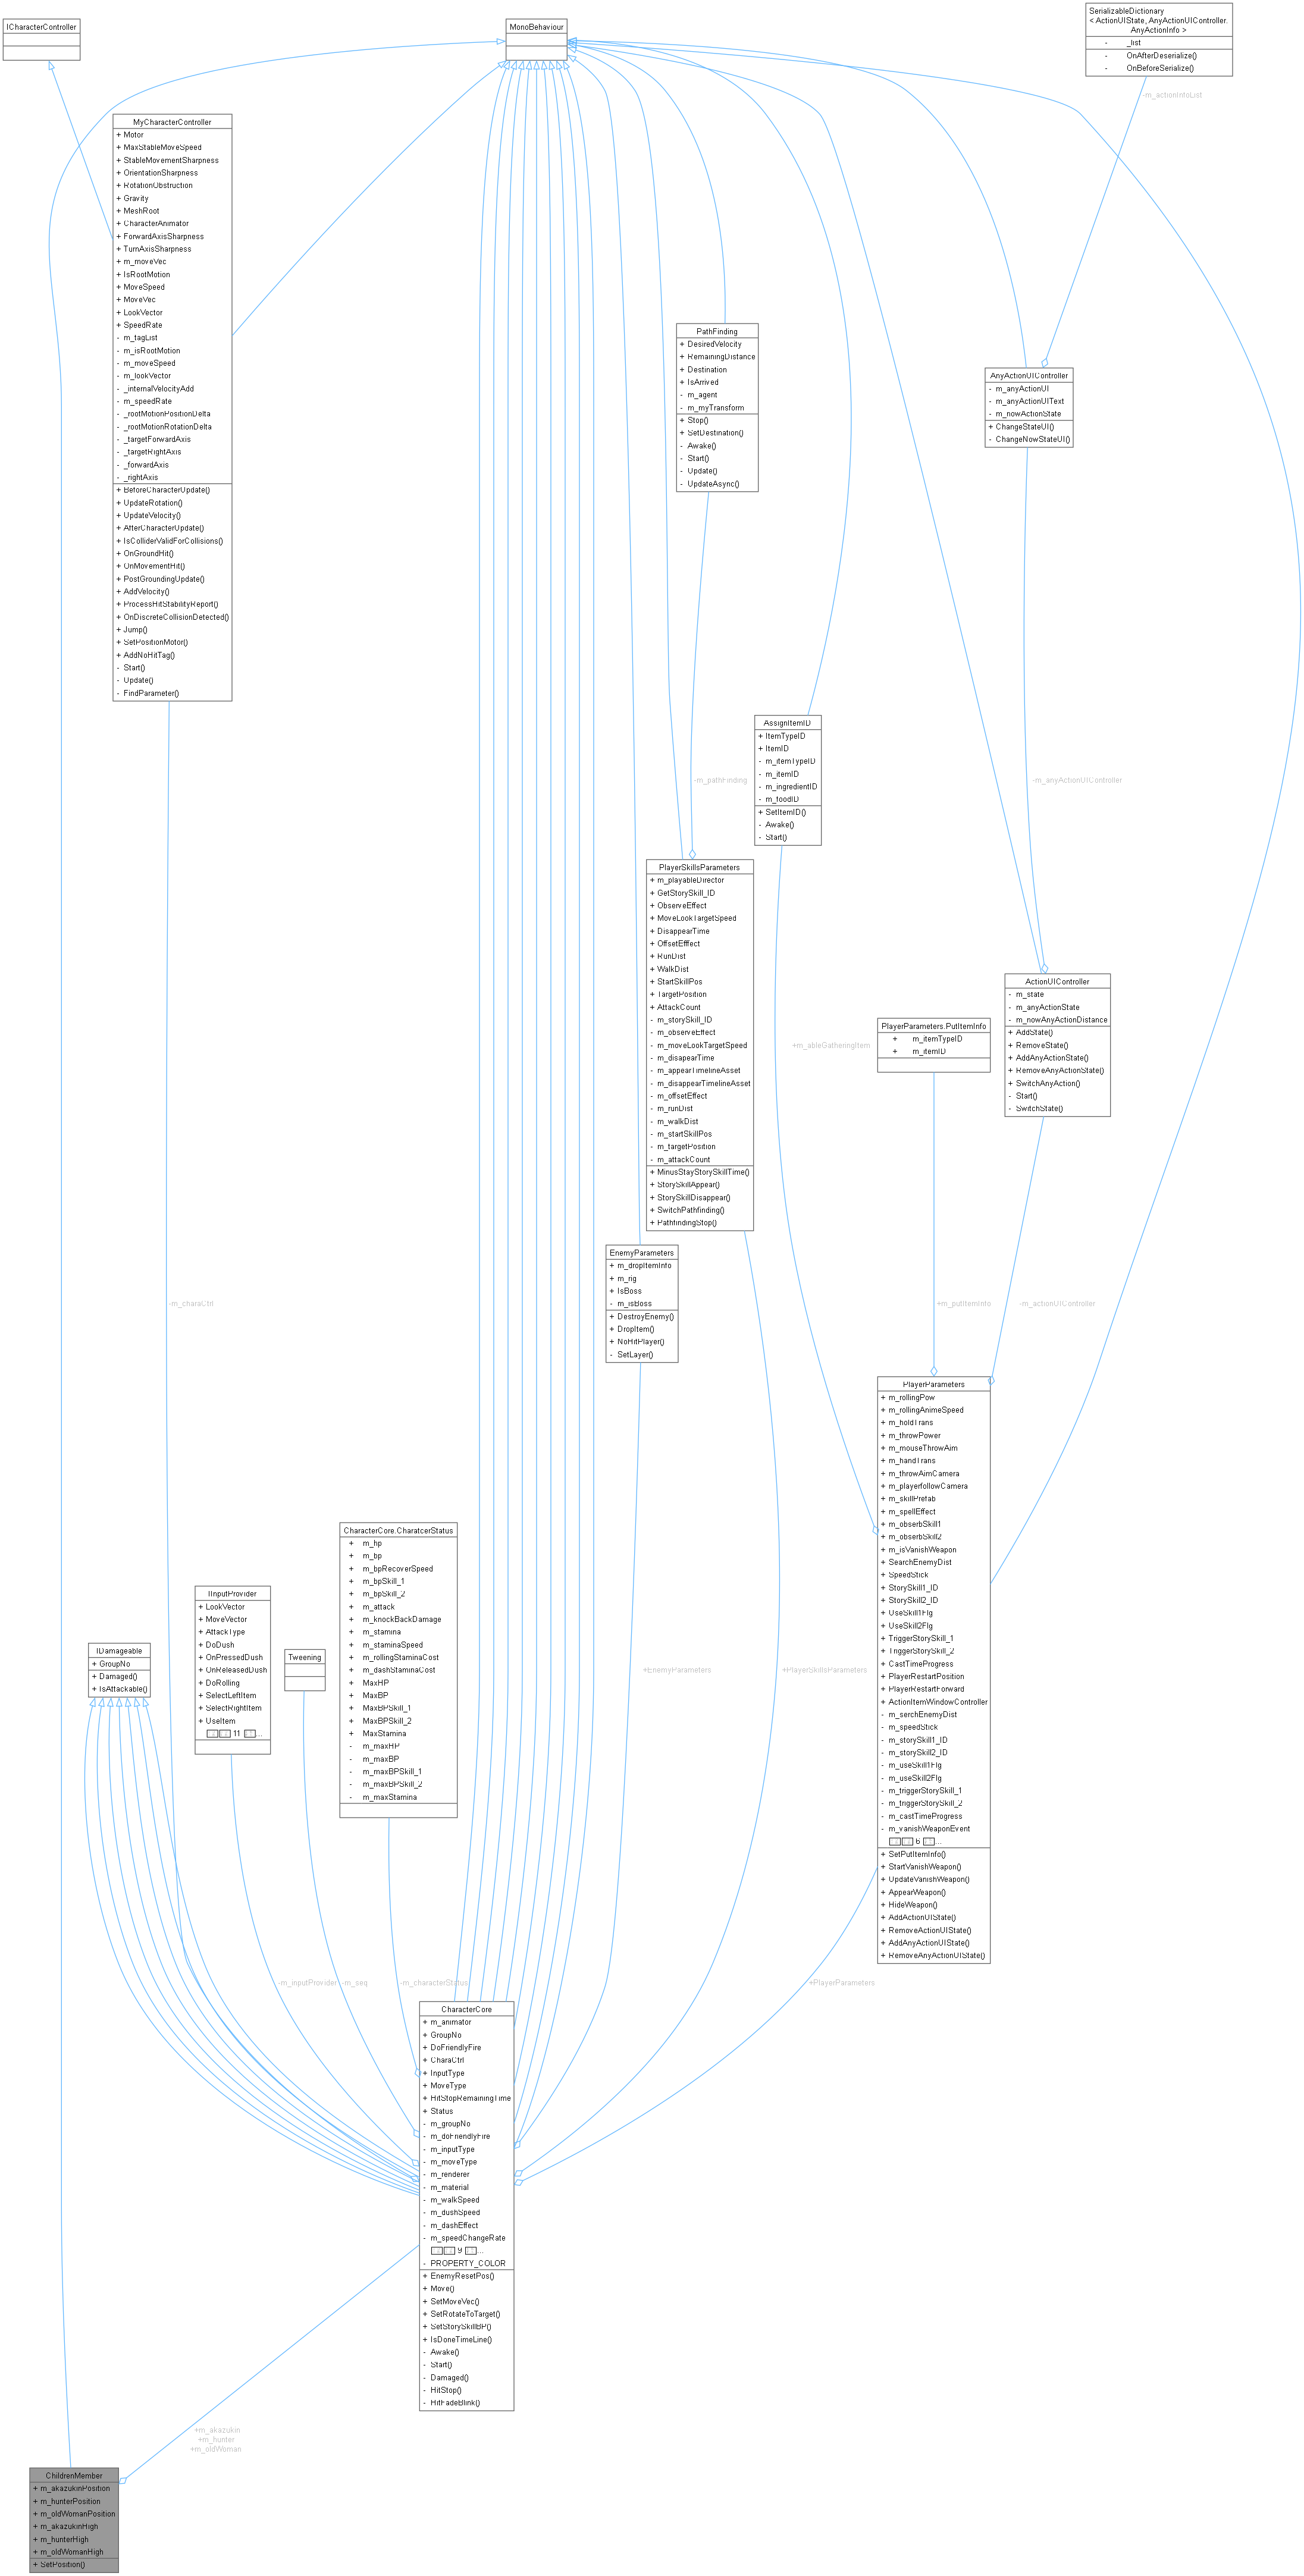 ICharacterController
MonoBehaviour
SerializableDictionary
< ActionUIState, AnyActionUIController.
AnyActionInfo >
- _list
- OnAfterDeserialize()
- OnBeforeSerialize()
-m_actionInfoList
MyCharacterController
+ Motor
+ MaxStableMoveSpeed
+ StableMovementSharpness
+ OrientationSharpness
+ RotationObstruction
+ Gravity
+ MeshRoot
+ CharacterAnimator
+ ForwardAxisSharpness
+ TurnAxisSharpness
+ m_moveVec
+ IsRootMotion
+ MoveSpeed
+ MoveVec
+ LookVector
+ SpeedRate
- m_tagList
- m_isRootMotion
- m_moveSpeed
- m_lookVector
- _internalVelocityAdd
- m_speedRate
- _rootMotionPositionDelta
- _rootMotionRotationDelta
- _targetForwardAxis
- _targetRightAxis
- _forwardAxis
- _rightAxis
+ BeforeCharacterUpdate()
+ UpdateRotation()
+ UpdateVelocity()
+ AfterCharacterUpdate()
+ IsColliderValidForCollisions()
+ OnGroundHit()
+ OnMovementHit()
+ PostGroundingUpdate()
+ AddVelocity()
+ ProcessHitStabilityReport()
+ OnDiscreteCollisionDetected()
+ Jump()
+ SetPositionMotor()
+ AddNoHitTag()
- Start()
- Update()
- FindParameter()
PathFinding
+ DesiredVelocity
+ RemainingDistance
+ Destination
+ IsArrived
- m_agent
- m_myTransform
+ Stop()
+ SetDestination()
- Awake()
- Start()
- Update()
- UpdateAsync()
AnyActionUIController
- m_anyActionUI
- m_anyActionUIText
- m_nowActionState
+ ChangeStateUI()
- ChangeNowStateUI()
-m_pathFinding
-m_anyActionUIController
AssignItemID
+ ItemTypeID
+ ItemID
- m_itemTypeID
- m_itemID
- m_ingredientID
- m_foodID
+ SetItemID()
- Awake()
- Start()
PlayerSkillsParameters
+ m_playableDirector
+ GetStorySkill_ID
+ ObserveEffect
+ MoveLookTargetSpeed
+ DisappearTime
+ OffsetEfffect
+ RunDist
+ WalkDist
+ StartSkillPos
+ TargetPosition
+ AttackCount
- m_storySkill_ID
- m_observeEffect
- m_moveLookTargetSpeed
- m_disapearTime
- m_appearTimelineAsset
- m_disappearTimelineAsset
- m_offsetEffect
- m_runDist
- m_walkDist
- m_startSkillPos
- m_targetPosition
- m_attackCount
+ MinusStayStorySkillTime()
+ StorySkillAppear()
+ StorySkillDisappear()
+ SwitchPathfinding()
+ PathfindingStop()
ActionUIController
- m_state
- m_anyActionState
- m_nowAnyActionDistance
+ AddState()
+ RemoveState()
+ AddAnyActionState()
+ RemoveAnyActionState()
+ SwitchAnyAction()
- Start()
- SwitchState()
PlayerParameters.PutItemInfo
+ m_itemTypeID
+ m_itemID
+m_ableGatheringItem
-m_charaCtrl
+m_putItemInfo
-m_actionUIController
EnemyParameters
+ m_dropItemInfo
+ m_rig
+ IsBoss
- m_isBoss
+ DestroyEnemy()
+ DropItem()
+ NoHitPlayer()
- SetLayer()
PlayerParameters
+ m_rollingPow
+ m_rollingAnimeSpeed
+ m_holdTrans
+ m_throwPower
+ m_mouseThrowAim
+ m_handTrans
+ m_throwAimCamera
+ m_playerfollowCamera
+ m_skillPrefab
+ m_spellEffect
+ m_obserbSkill1
+ m_obserbSkill2
+ m_isVanishWeapon
+ SearchEnemyDist
+ SpeedStick
+ StorySkill1_ID
+ StorySkill2_ID
+ UseSkill1Flg
+ UseSkill2Flg
+ TriggerStorySkill_1
+ TriggerStorySkill_2
+ CastTimeProgress
+ PlayerRestartPosition
+ PlayerRestartForward
+ ActionItemWindowController
- m_serchEnemyDist
- m_speedStick
- m_storySkill1_ID
- m_storySkill2_ID
- m_useSkill1Flg
- m_useSkill2Flg
- m_triggerStorySkill_1
- m_triggerStorySkill_2
- m_castTimeProgress
- m_vanishWeaponEvent
6 ...
+ SetPutItemInfo()
+ StartVanishWeapon()
+ UpdateVanishWeapon()
+ AppearWeapon()
+ HideWeapon()
+ AddActionUIState()
+ RemoveActionUIState()
+ AddAnyActionUIState()
+ RemoveAnyActionUIState()
CharacterCore.CharatcerStatus
+ m_hp
+ m_bp
+ m_bpRecoverSpeed
+ m_bpSkill_1
+ m_bpSkill_2
+ m_attack
+ m_knockBackDamage
+ m_stamina
+ m_staminaSpeed
+ m_rollingStaminaCost
+ m_dashStaminaCost
+ MaxHP
+ MaxBP
+ MaxBPSkill_1
+ MaxBPSkill_2
+ MaxStamina
- m_maxHP
- m_maxBP
- m_maxBPSkill_1
- m_maxBPSkill_2
- m_maxStamina
IInputProvider
+ LookVector
+ MoveVector
+ AttackType
+ DoDush
+ OnPressedDush
+ OnReleasedDush
+ DoRolling
+ SelectLeftItem
+ SelectRightItem
+ UseItem
11 ...
IDamageable
+ GroupNo
+ Damaged()
+ IsAttackable()
Tweening
+EnemyParameters
+PlayerSkillsParameters
-m_inputProvider
-m_seq
-m_characterStatus
+PlayerParameters
CharacterCore
+ m_animator
+ GroupNo
+ DoFriendlyFire
+ CharaCtrl
+ InputType
+ MoveType
+ HitStopRemainingTime
+ Status
- m_groupNo
- m_doFriendlyFire
- m_inputType
- m_moveType
- m_renderer
- m_material
- m_walkSpeed
- m_dushSpeed
- m_dashEffect
- m_speedChangeRate
9 ...
- PROPERTY_COLOR
+ EnemyResetPos()
+ Move()
+ SetMoveVec()
+ SetRotateToTarget()
+ SetStorySkillBP()
+ IsDoneTimeLine()
- Awake()
- Start()
- Damaged()
- HitStop()
- HitFadeBlink()
+m_akazukin
+m_hunter
+m_oldWoman
ChildrenMember
+ m_akazukinPosition
+ m_hunterPosition
+ m_oldWomanPosition
+ m_akazukinHigh
+ m_hunterHigh
+ m_oldWomanHigh
+ SetPosition()